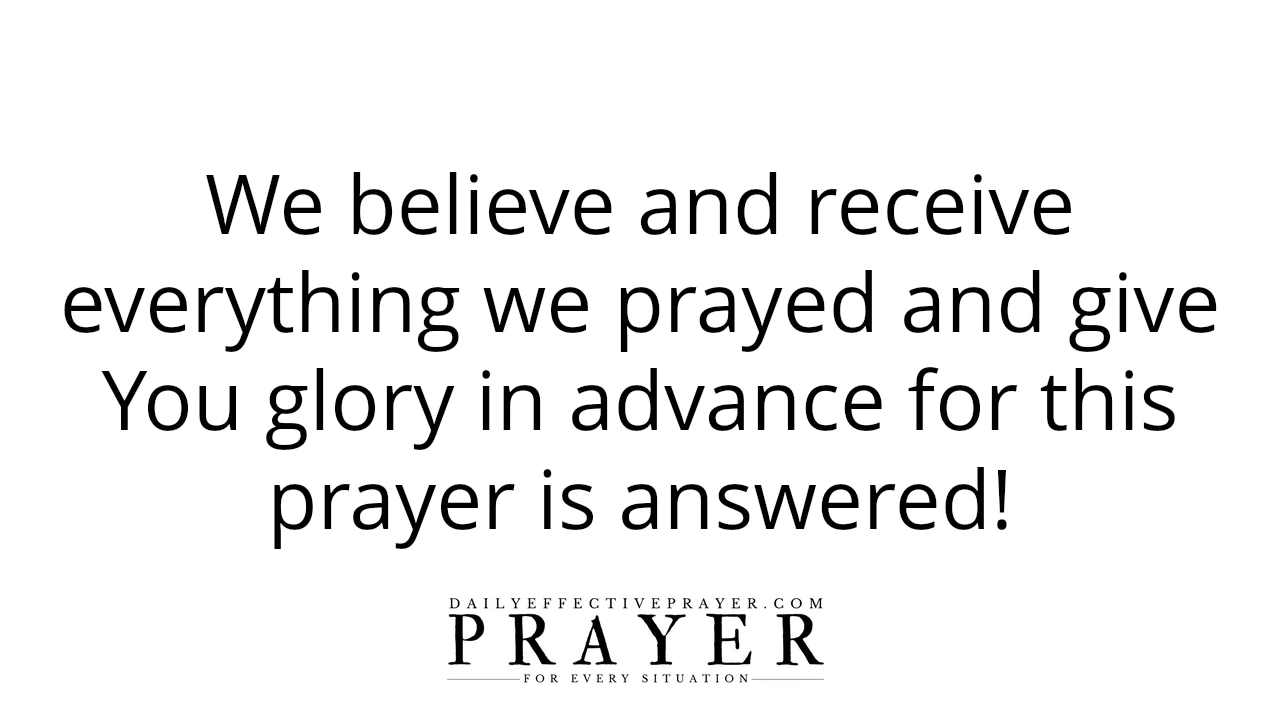 We believe and receive
everything we prayed and give
You glory in advance for this
prayer is answered!
DAILYEFFECTIVEPRAYER.COM
PRAYER
FOR EVERY SITUATION